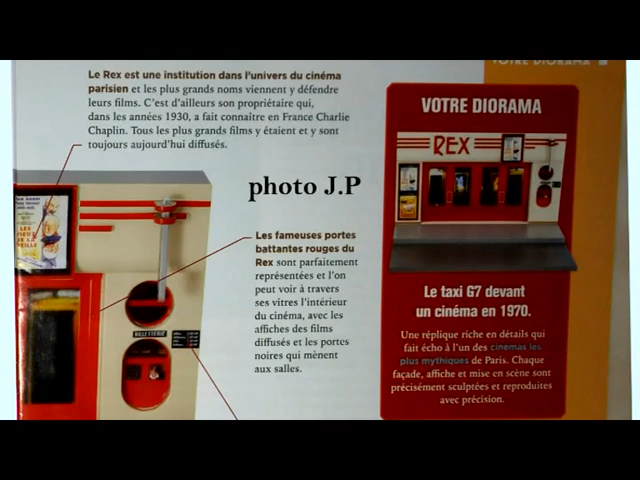 VOTRE DIORAMA
Le Rex est une institution dans l'univers du cinéma
parisien et les plus grands noms viennent y défendre
leurs films. C'est d'ailleurs son propriétaire qui,
dans les années 1930, a fait connaître en France Charlie
Chaplin. Tous les plus grands films y étaient et y sont
toujours aujourd'hui diffusés.
photo J.P
LES
VIEUX
DE LA
VIEILLE
BILLETTERIE
Les fameuses portes
battantes rouges du
Rex sont parfaitement
représentées et l'on
peut voir à travers
ses vitres l'intérieur
du cinéma, avec les
affiches des films
diffusés et les portes
noires qui mènent
aux salles.
VOTRE DIORAMA
REX
Le taxi G7 devant
un cinéma en 1970.
Une réplique riche en détails qui
fait écho à l'un des cinémas les
plus mythiques de Paris. Chaque
façade, affiche et mise en scène sont
précisément sculptées et reproduites
avec précision.